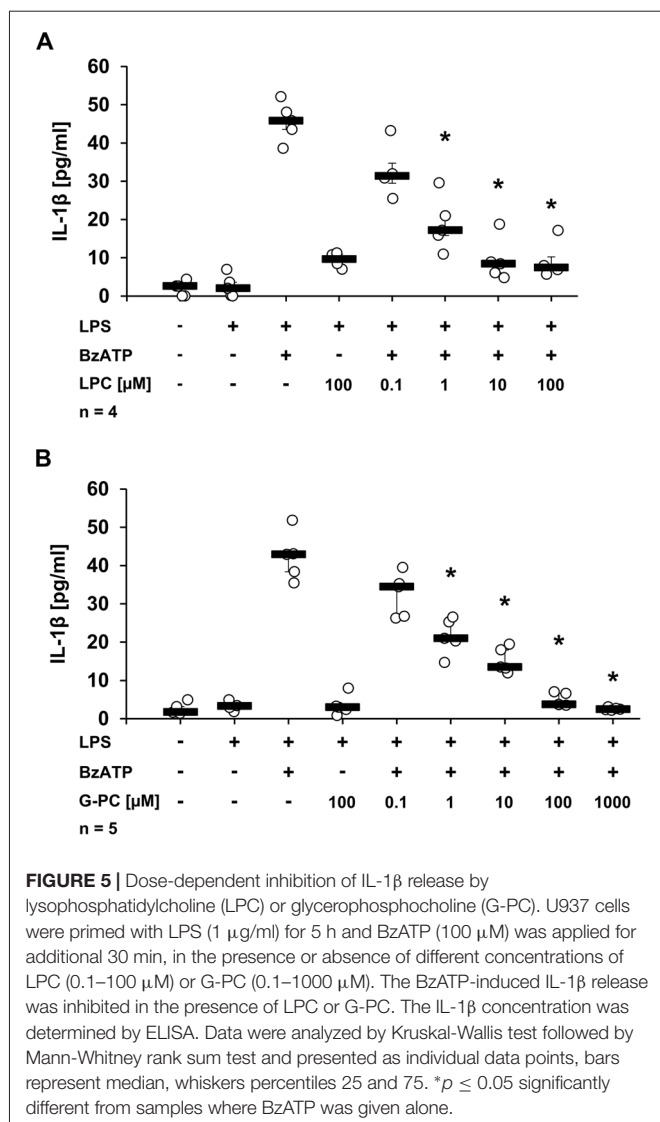 A
60
50
40
30
20
10
0
IL-1β [pg/ml]
* * *
LPS - + + + + + + +
BzATP - - + - + + + +
LPC [µM] - - - 100 0.1 1 10 100
n = 4
B
60
50
40
30
20
10
0
IL-1β [pg/ml]
* * * *
LPS - + + + + + + + +
BzATP - - + - + + + + +
G-PC [µM] - - - 100 0.1 1 10 100 1000
n = 5
FIGURE 5 | Dose-dependent inhibition of IL-1β release by
lysophosphatidylcholine (LPC) or glycerophosphocholine (G-PC). U937 cells
were primed with LPS (1 µg/ml) for 5 h and BzATP (100 µM) was applied for
additional 30 min, in the presence or absence of different concentrations of
LPC (0.1–100 µM) or G-PC (0.1–1000 µM). The BzATP-induced IL-1β release
was inhibited in the presence of LPC or G-PC. The IL-1β concentration was
determined by ELISA. Data were analyzed by Kruskal-Wallis test followed by
Mann-Whitney rank sum test and presented as individual data points, bars
represent median, whiskers percentiles 25 and 75. *p ≤ 0.05 significantly
different from samples where BzATP was given alone.